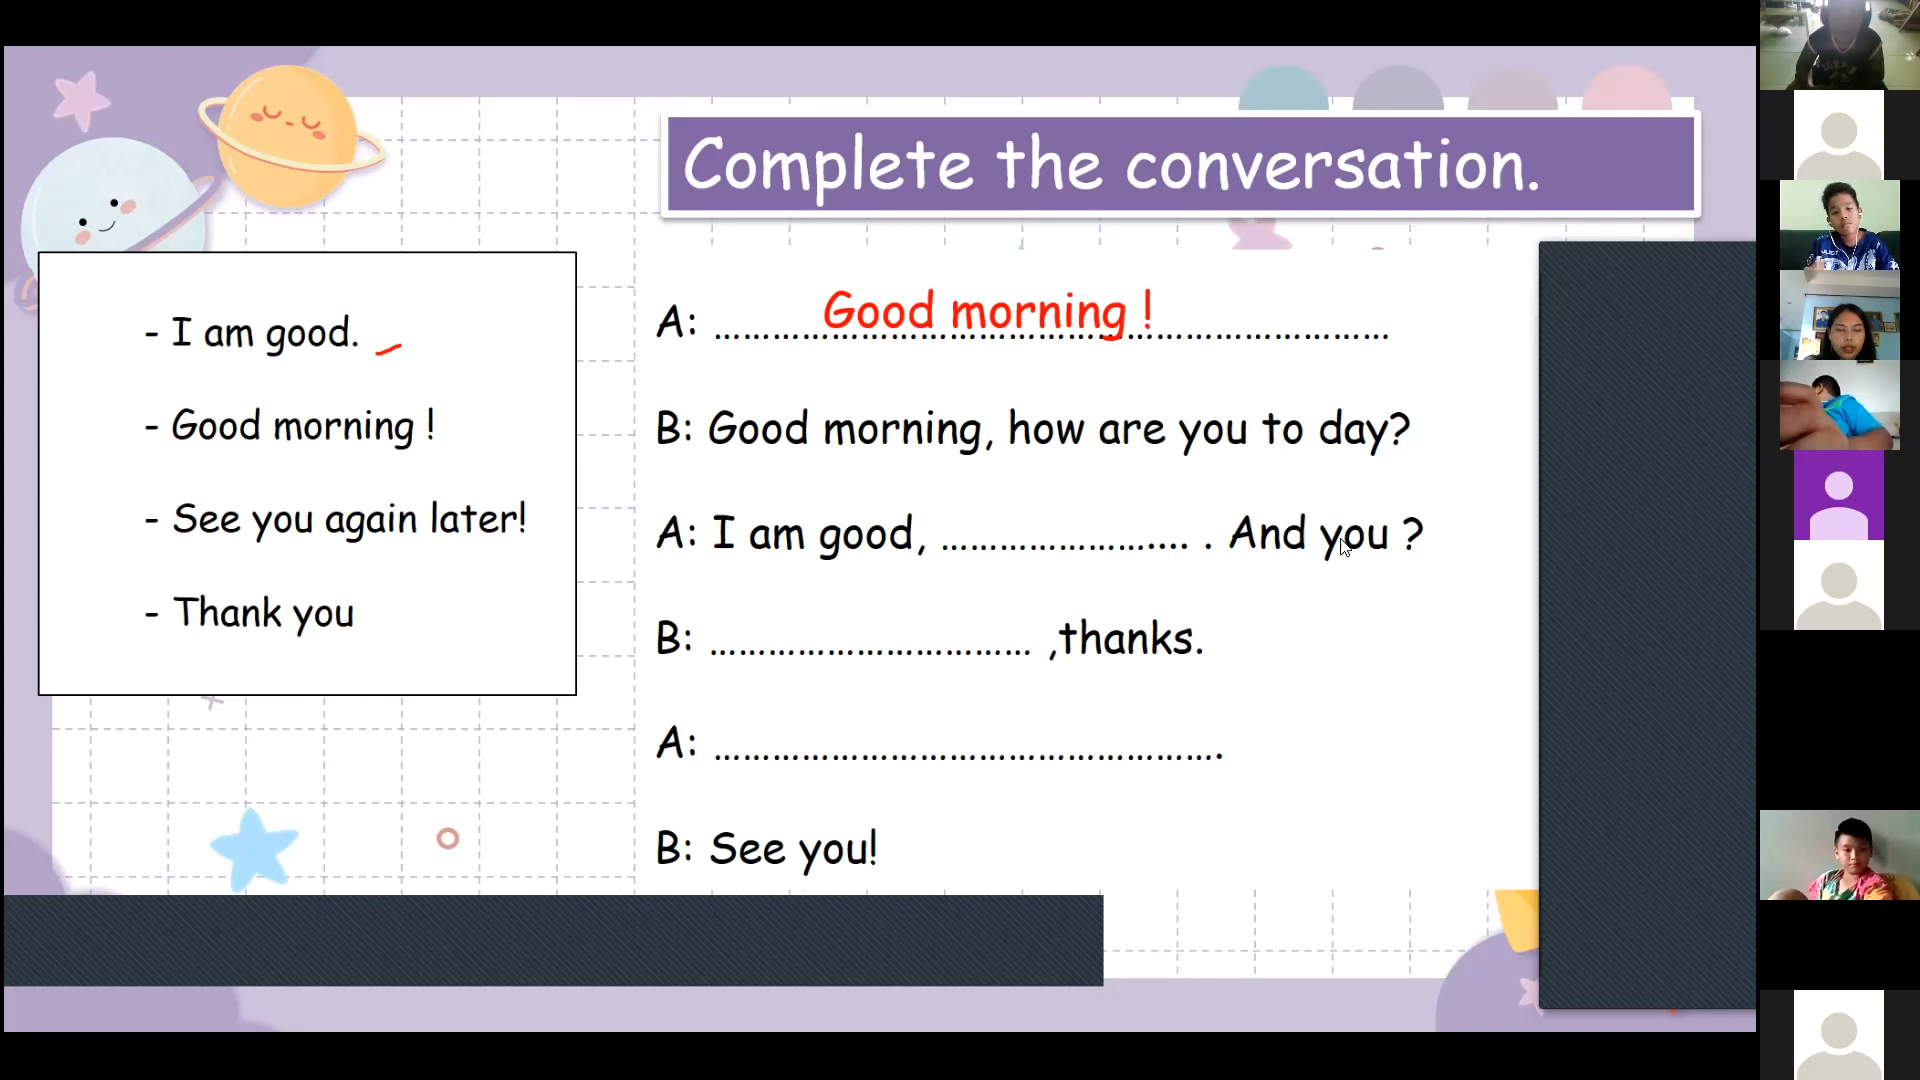 Complete the conversation.
- I am good.
- Good morning !
- See you again later!
- Thank you
A: ……Good morning !……
B: Good morning, how are you to day?
A: I am good, ………………….... . And you ?
B: …………………………… ,thanks.
A: …………………………………………….
B: See you!